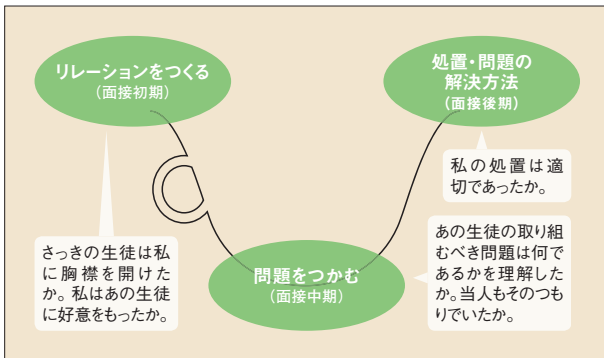 リレーションをつくる
(面接初期)
処置・問題の
解決方法
(面接後期)
私の処置は適
切であったか。
さっきの生徒は私
に胸襟を開けた
か。私はあの生徒
に好意をもったか。
問題をつかむ
(面接中期)
あの生徒の取り組
むべき問題は何で
あるかを理解した
か。当人もそのつも
りでいたか。